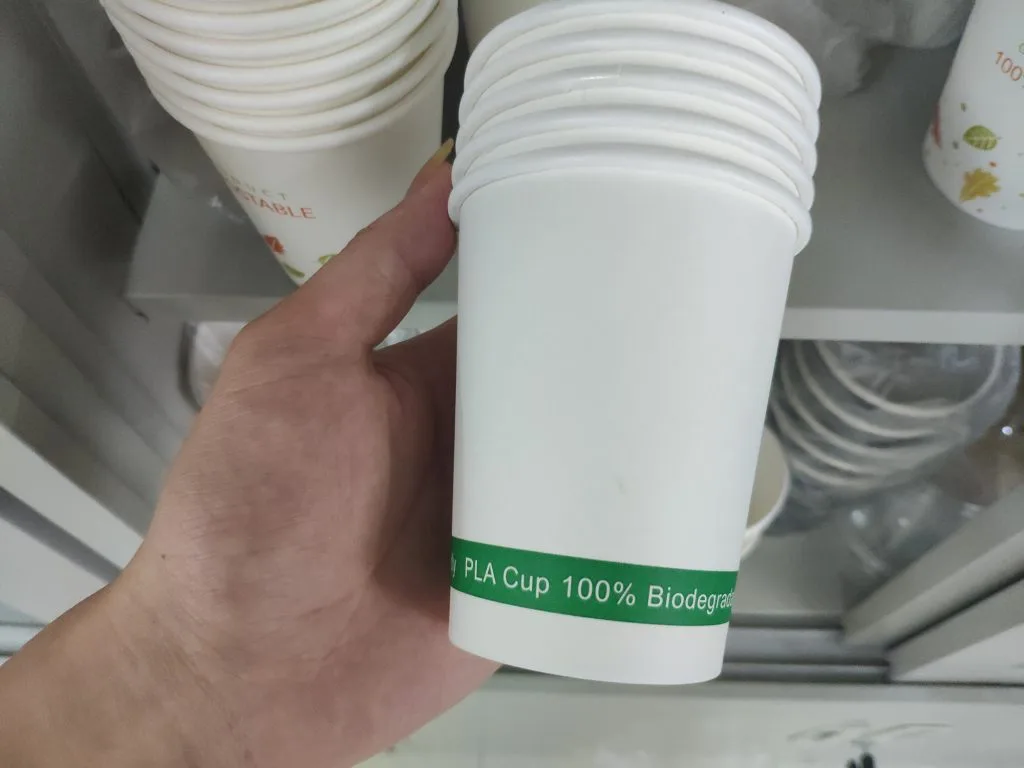 PLA Cup 100% Biodegrad
STABLE
100